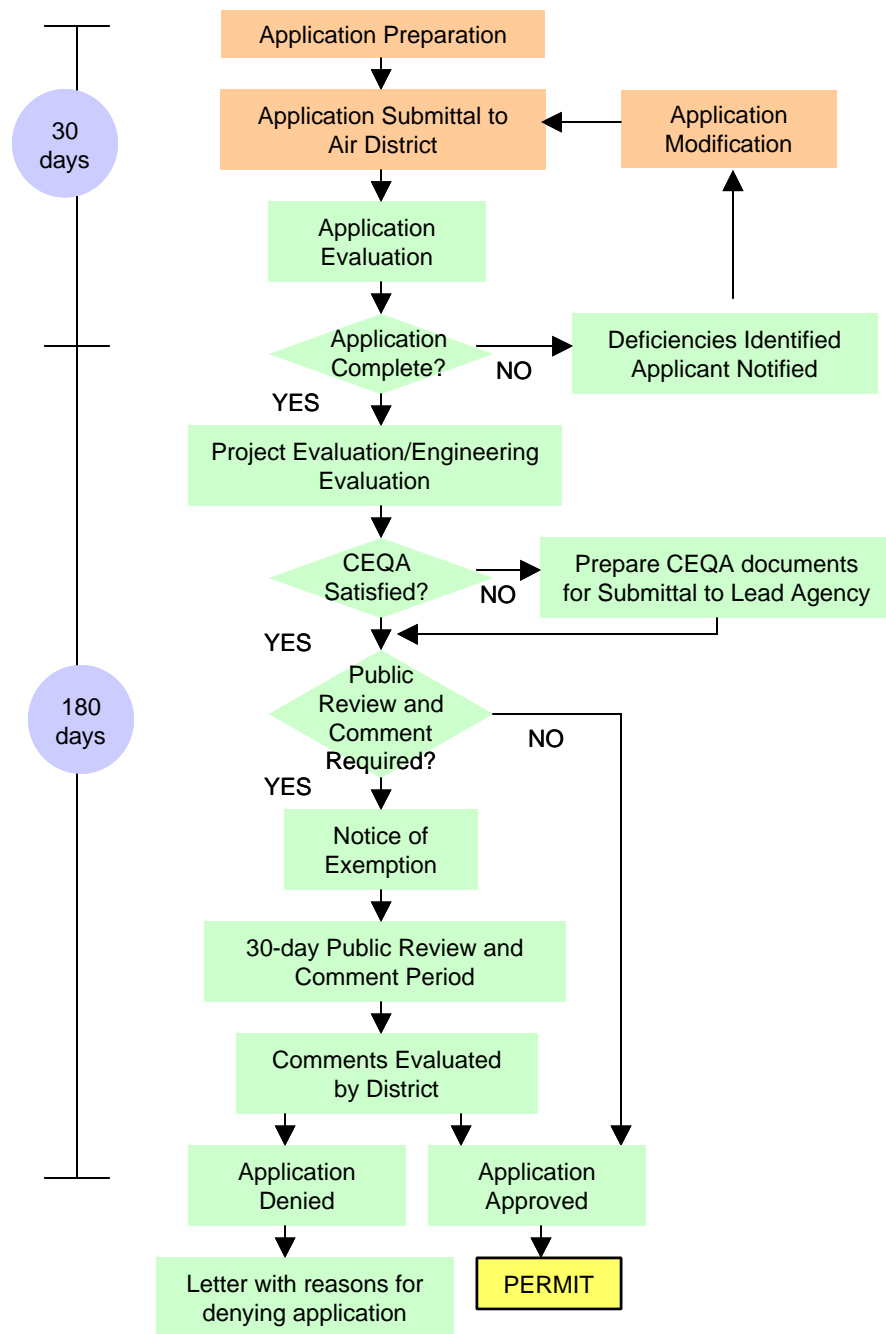 Application Preparation
30
days
Application Submittal to
Air District
Application
Modification
Application
Evaluation
Application
Complete?
NO
Deficiencies Identified
Applicant Notified
YES
Project Evaluation/Engineering
Evaluation
CEQA
Satisfied?
NO
Prepare CEQA documents
for Submittal to Lead Agency
YES
180
days
Public
Review and
Comment
Required?
NO
YES
Notice of
Exemption
30-day Public Review and
Comment Period
Comments Evaluated
by District
Application
Denied
Application
Approved
Letter with reasons for
denying application
PERMIT